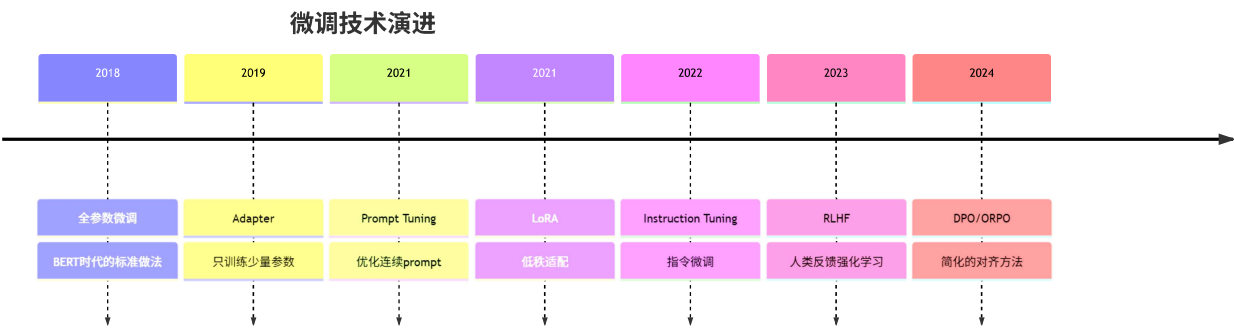 微调技术演进
2018
2019
2021
2021
2022
2023
2024
全参数微调
Adapter
Prompt Tuning
LoRA
Instruction Tuning
RLHF
DPO/ORPO
BERT时代的标准做法
只训练少量参数
优化连续prompt
低秩适配
指令微调
人类反馈强化学习
简化的对齐方法